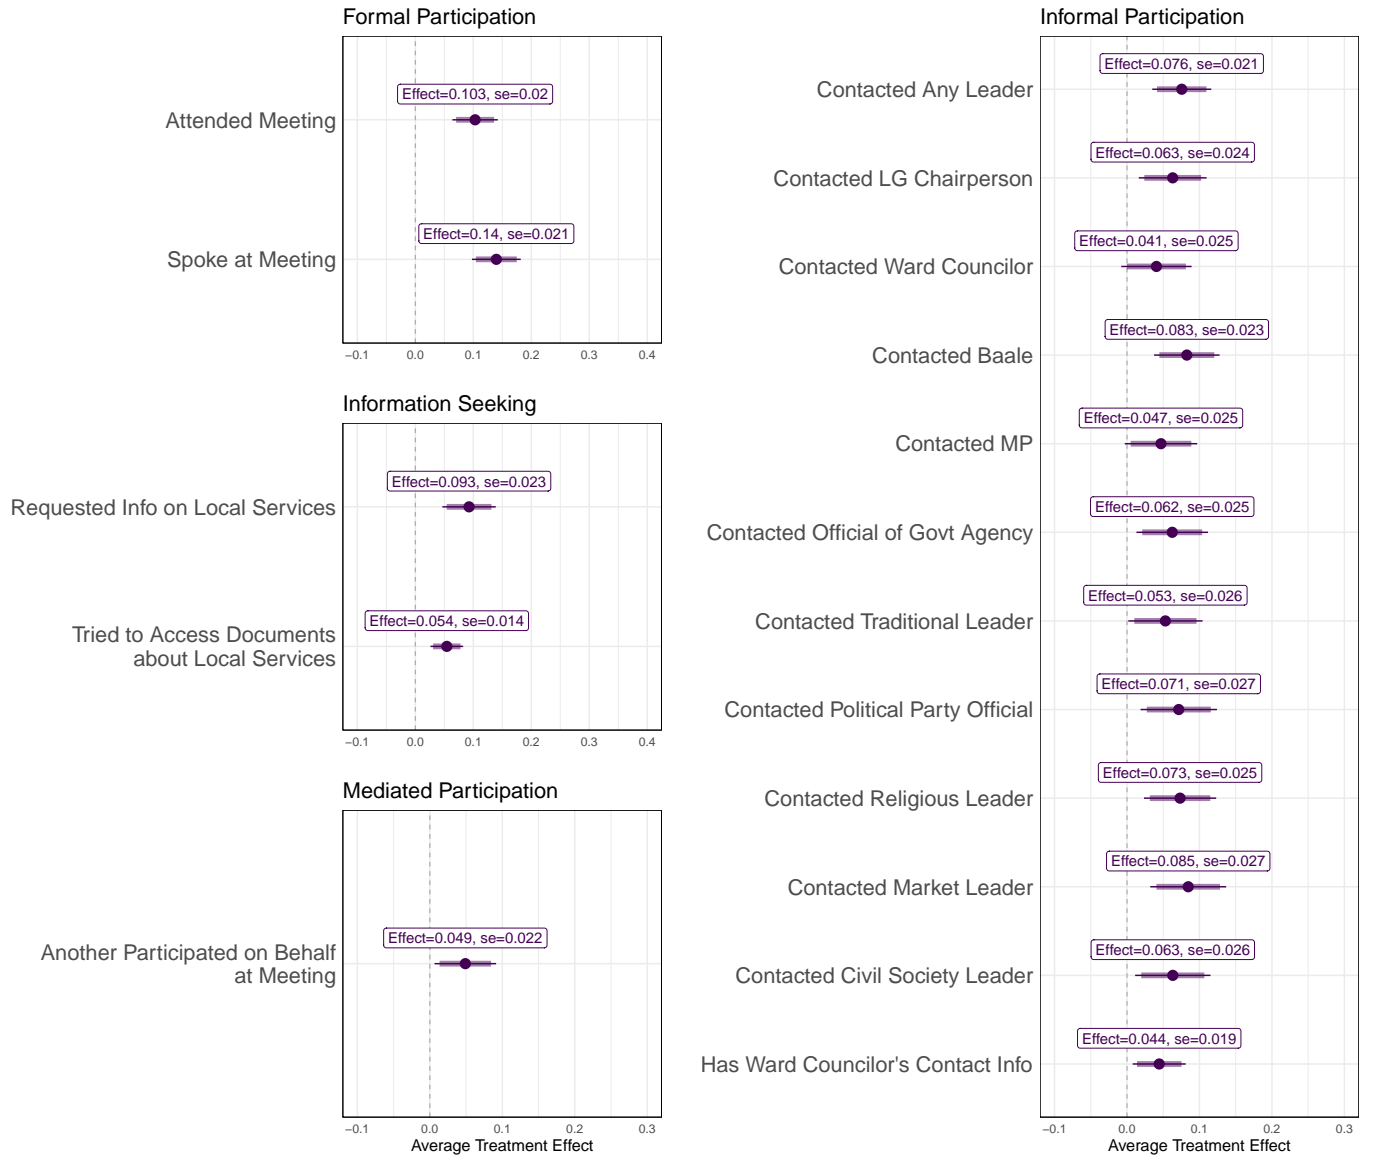 Formal Participation
Effect=0.103, se=0.02
Attended Meeting
Effect=0.14, se=0.021
Spoke at Meeting
−0.1 0.0 0.1 0.2 0.3 0.4
Information Seeking
Effect=0.093, se=0.023
Requested Info on Local Services
Effect=0.054, se=0.014
Tried to Access Documents
about Local Services
−0.1 0.0 0.1 0.2 0.3 0.4
Mediated Participation
Effect=0.049, se=0.022
Another Participated on Behalf
at Meeting
−0.1 0.0 0.1 0.2 0.3
Average Treatment Effect
Informal Participation
Effect=0.076, se=0.021
Contacted Any Leader
Effect=0.063, se=0.024
Contacted LG Chairperson
Effect=0.041, se=0.025
Contacted Ward Councilor
Effect=0.083, se=0.023
Contacted Baale
Effect=0.047, se=0.025
Contacted MP
Effect=0.062, se=0.025
Contacted Official of Govt Agency
Effect=0.053, se=0.026
Contacted Traditional Leader
Effect=0.071, se=0.027
Contacted Political Party Official
Effect=0.073, se=0.025
Contacted Religious Leader
Effect=0.085, se=0.027
Contacted Market Leader
Effect=0.063, se=0.026
Contacted Civil Society Leader
Effect=0.044, se=0.019
Has Ward Councilor's Contact Info
−0.1 0.0 0.1 0.2 0.3
Average Treatment Effect